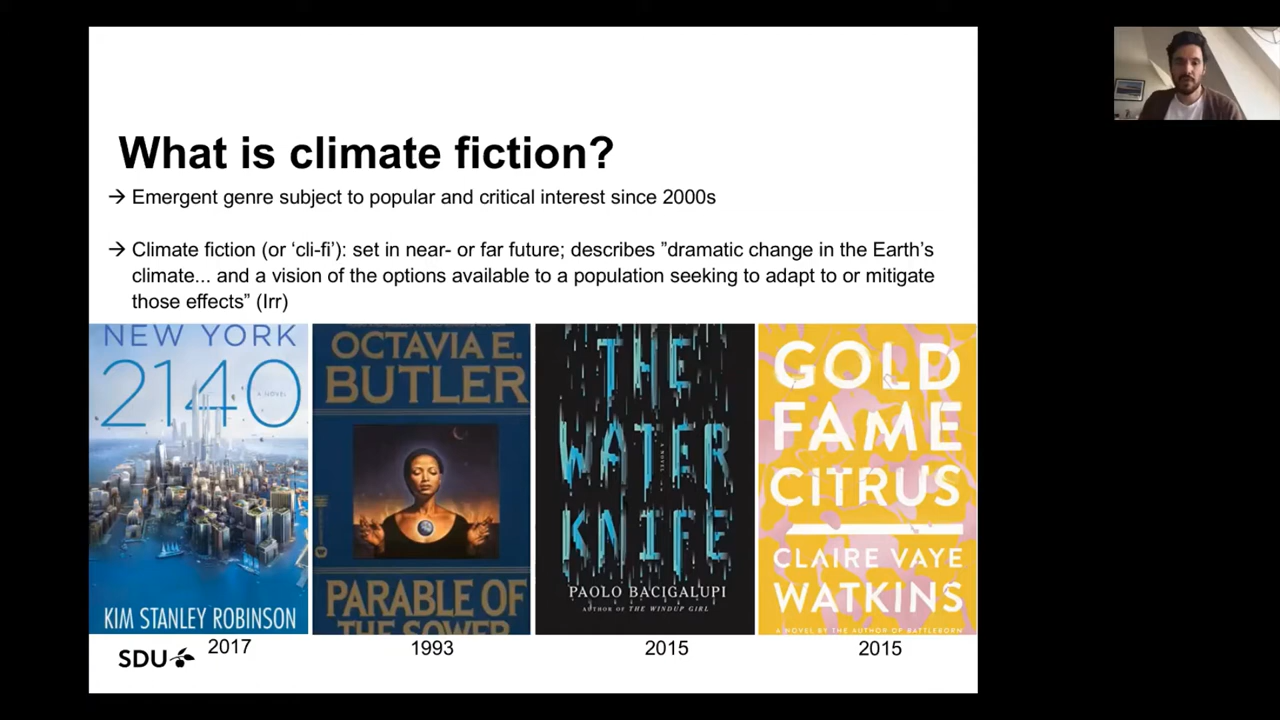 What is climate fiction?
→ Emergent genre subject to popular and critical interest since 2000s
→ Climate fiction (or ‘cli-fi’): set in near- or far future; describes ”dramatic change in the Earth’s
climate... and a vision of the options available to a population seeking to adapt to or mitigate
those effects” (Irr)
NEW YORK
2140
A NOVEL
KIM STANLEY ROBINSON
2017
OCTAVIA E.
BUTLER
PARABLE OF
THE SOWER
1993
THE
WATER
KNIFE
A NOVEL
PAOLO BACIGALUPI
AUTHOR OF THE WINDUP GIRL
2015
GOLD
FAME
CITRUS
CLAIRE VAYE
WATKINS
A NOVEL BY THE AUTHOR OF BATTLEBORN
2015
SDU